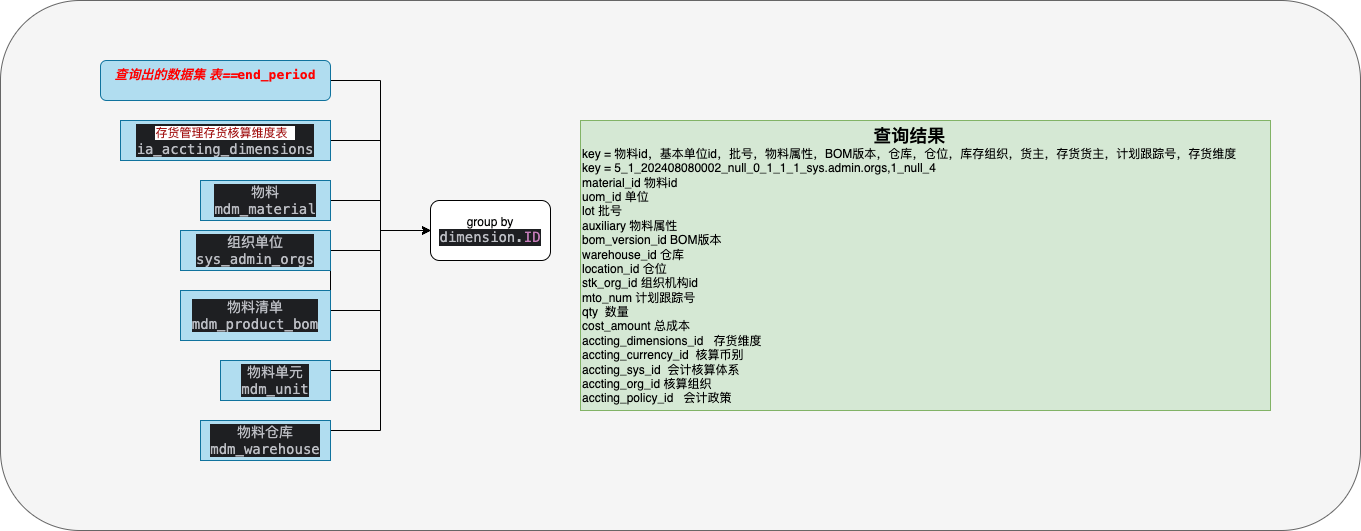 查询出的数据集 表==end_period
存货管理存货核算维度表
ia_accting_dimensions
物料
mdm_material
组织单位
sys_admin_orgs
物料清单
mdm_product_bom
物料单元
mdm_unit
物料仓库
mdm_warehouse
group by
dimension.ID
查询结果
key = 物料id，基本单位id，批号，物料属性，BOM版本，仓库，仓位，库存组织，货主，存货货主，计划跟踪号，存货维度
key = 5_1_202408080002_null_0_1_1_1_sys.admin.orgs,1_null_4
material_id 物料id
uom_id 单位
lot 批号
auxiliary 物料属性
bom_version_id BOM版本
warehouse_id 仓库
location_id 仓位
stk_org_id 组织机构id
mto_num 计划跟踪号
qty 数量
cost_amount 总成本
accting_dimensions_id 存货维度
accting_currency_id 核算币别
accting_sys_id 会计核算体系
accting_org_id 核算组织
accting_policy_id 会计政策